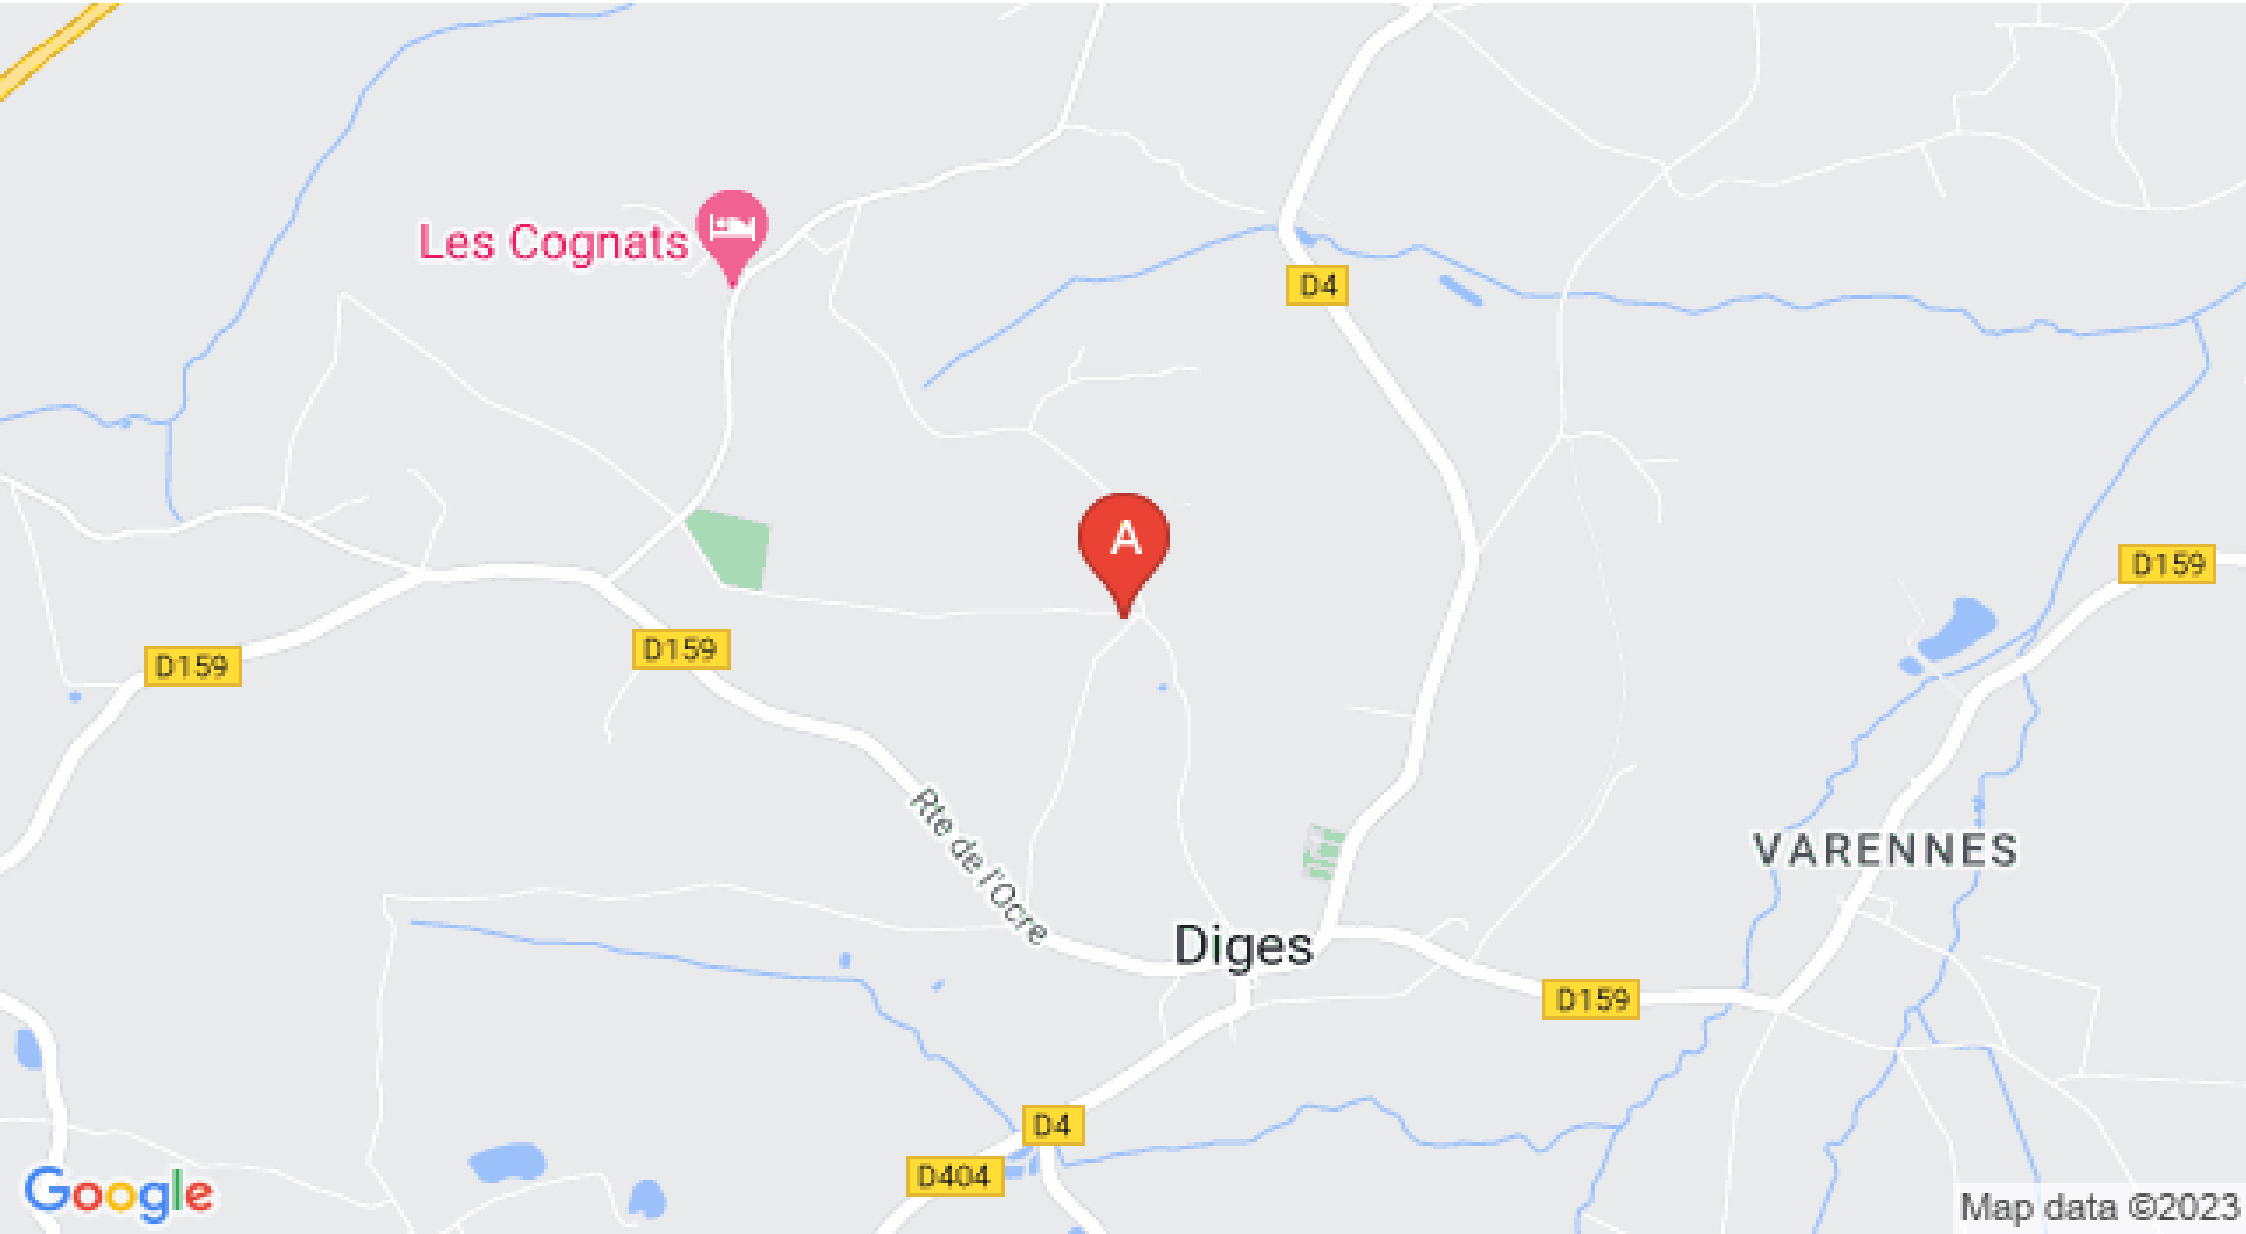 Les Cognats
D4
A
D159
D159
D159
Rte de l'Ocre
VARENNES
Diges
D159
D4
D404
Google
Map data ©2023